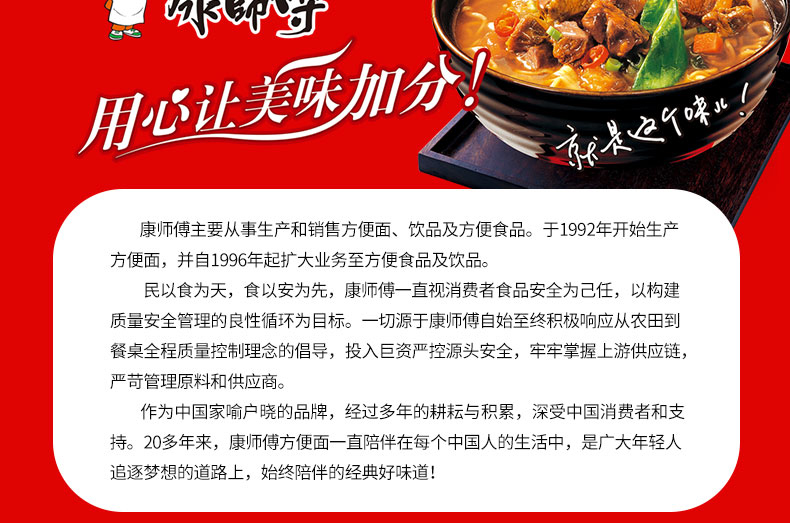 康師傅
用心让美味加分！
就是这个味儿！
康师傅主要从事生产和销售方便面、饮品及方便食品。于1992年开始生产
方便面，并自1996年起扩大业务至方便食品及饮品。
民以食为天，食以安为先，康师傅一直视消费者食品安全为己任，以构建
质量安全管理的良性循环为目标。一切源于康师傅自始至终积极响应从农田到
餐桌全程质量控制理念的倡导，投入巨资严控源头安全，牢牢掌握上游供应链，
严苛管理原料和供应商。
作为中国家喻户晓的品牌，经过多年的耕耘与积累，深受中国消费者和支
持。20多年来，康师傅方便面一直陪伴在每个中国人的生活中，是广大年轻人
追逐梦想的道路上，始终陪伴的经典好味道！